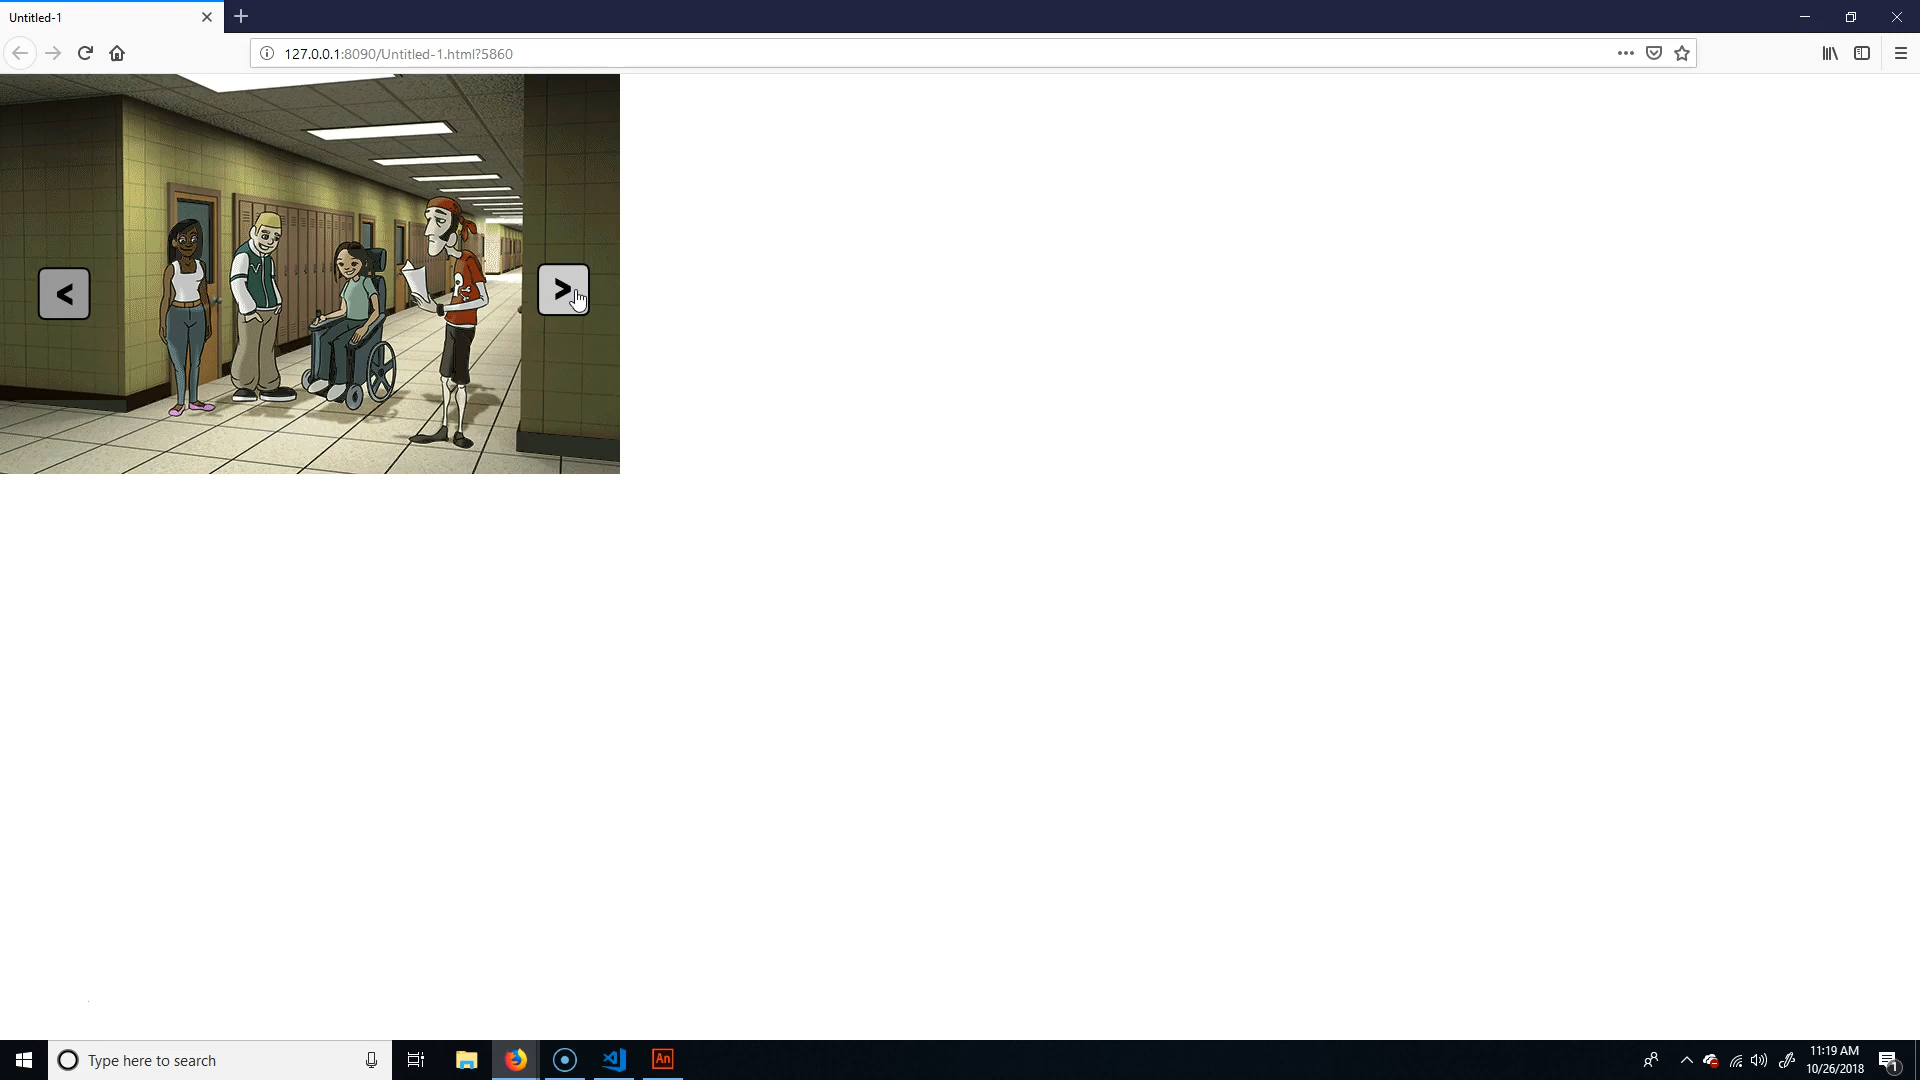 Untitled-1
127.0.0.1:8090/Untitled-1.html?5860
<
>
Type here to search
An
11:19 AM
10/26/2018
1